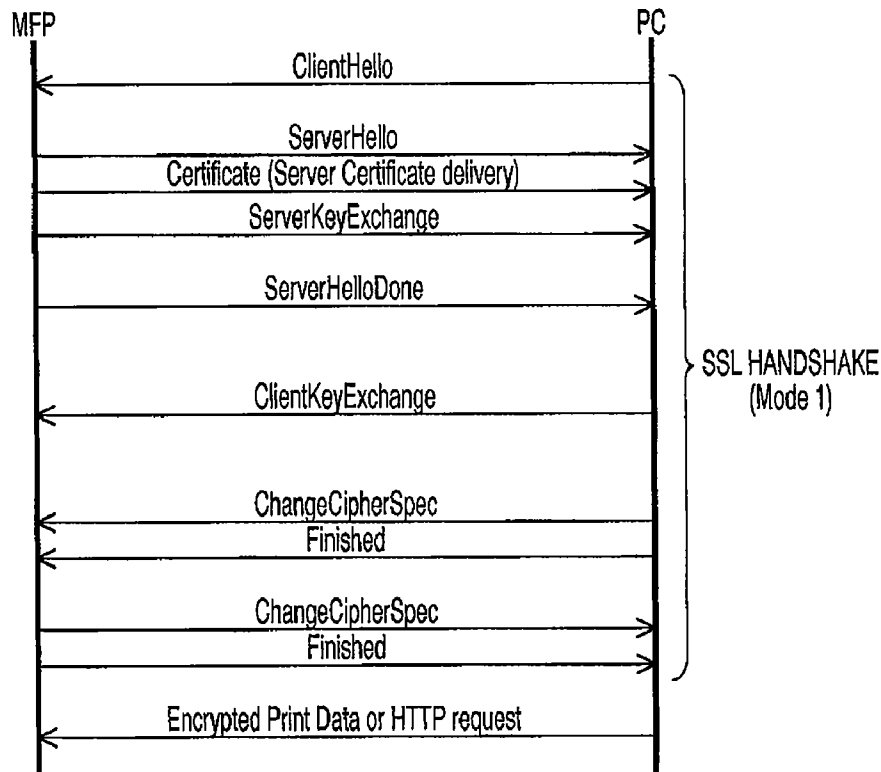 MFP
PC
ClientHello
ServerHello
Certificate (Server Certificate delivery)
ServerKeyExchange
ServerHelloDone
SSL HANDSHAKE
(Mode 1)
ClientKeyExchange
ChangeCipherSpec
Finished
ChangeCipherSpec
Finished
Encrypted Print Data or HTTP request